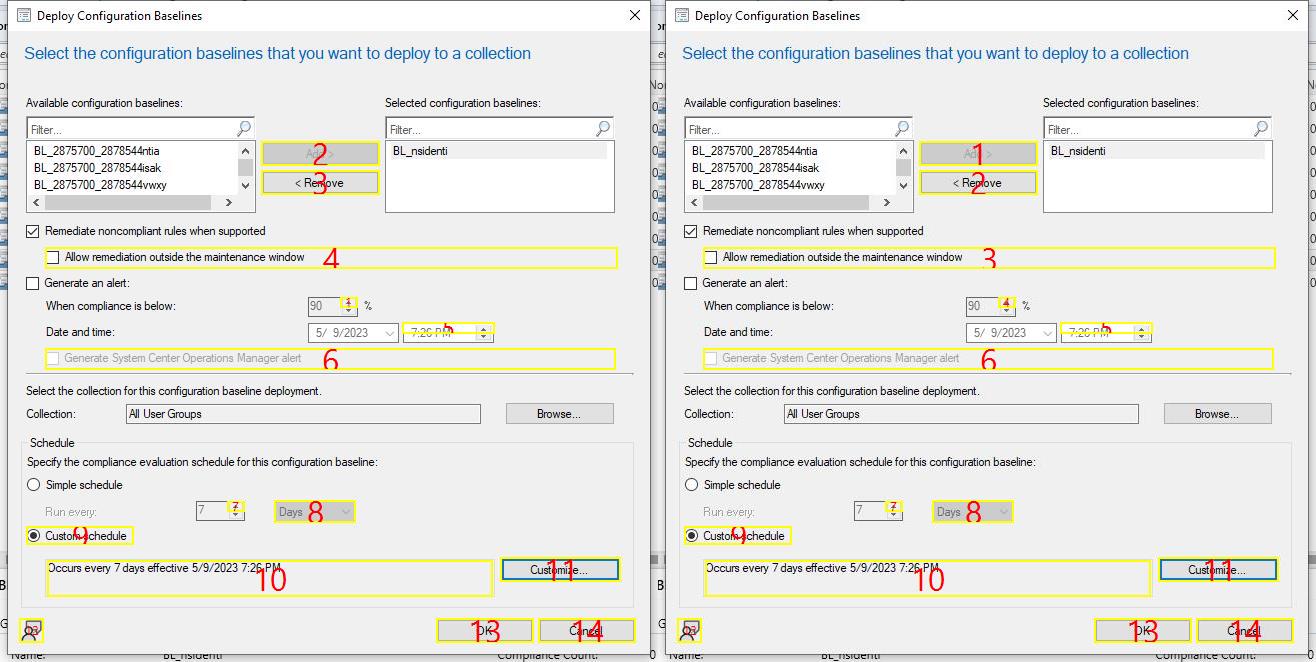 Deploy Configuration Baselines
Select the configuration baselines that you want to deploy to a collection
Available configuration baselines:
Selected configuration baselines:
Filter...
Filter...
BL_2875700_2878544ntia
BL_2875700_2878544isak
BL_2875700_2878544vwxy
2
< Remove
3
BL_nsidenti
Remediate noncompliant rules when supported
Allow remediation outside the maintenance window
4
Generate an alert:
When compliance is below:
90
1
%
Date and time:
5/ 9/2023
7:26 PM
5
Generate System Center Operations Manager alert
6
Select the collection for this configuration baseline deployment.
Collection:
All User Groups
Browse...
Schedule
Specify the compliance evaluation schedule for this configuration baseline:
Simple schedule
Run every:
7
7
Days
8
Custom schedule
9
Occurs every 7 days effective 5/9/2023 7:26 PM
10
Customize...
11
OK
13
Cancel
14
Name:
BL_nsidenti
Compliance Count:
0
Deploy Configuration Baselines
Select the configuration baselines that you want to deploy to a collection
Available configuration baselines:
Selected configuration baselines:
Filter...
Filter...
BL_2875700_2878544ntia
BL_2875700_2878544isak
BL_2875700_2878544vwxy
1
< Remove
2
BL_nsidenti
Remediate noncompliant rules when supported
Allow remediation outside the maintenance window
3
Generate an alert:
When compliance is below:
90
4
%
Date and time:
5/ 9/2023
7:26 PM
5
Generate System Center Operations Manager alert
6
Select the collection for this configuration baseline deployment.
Collection:
All User Groups
Browse...
Schedule
Specify the compliance evaluation schedule for this configuration baseline:
Simple schedule
Run every:
7
7
Days
8
Custom schedule
9
Occurs every 7 days effective 5/9/2023 7:26 PM
10
Customize...
11
OK
13
Cancel
14
Name:
BL_nsidenti
Compliance Count:
0